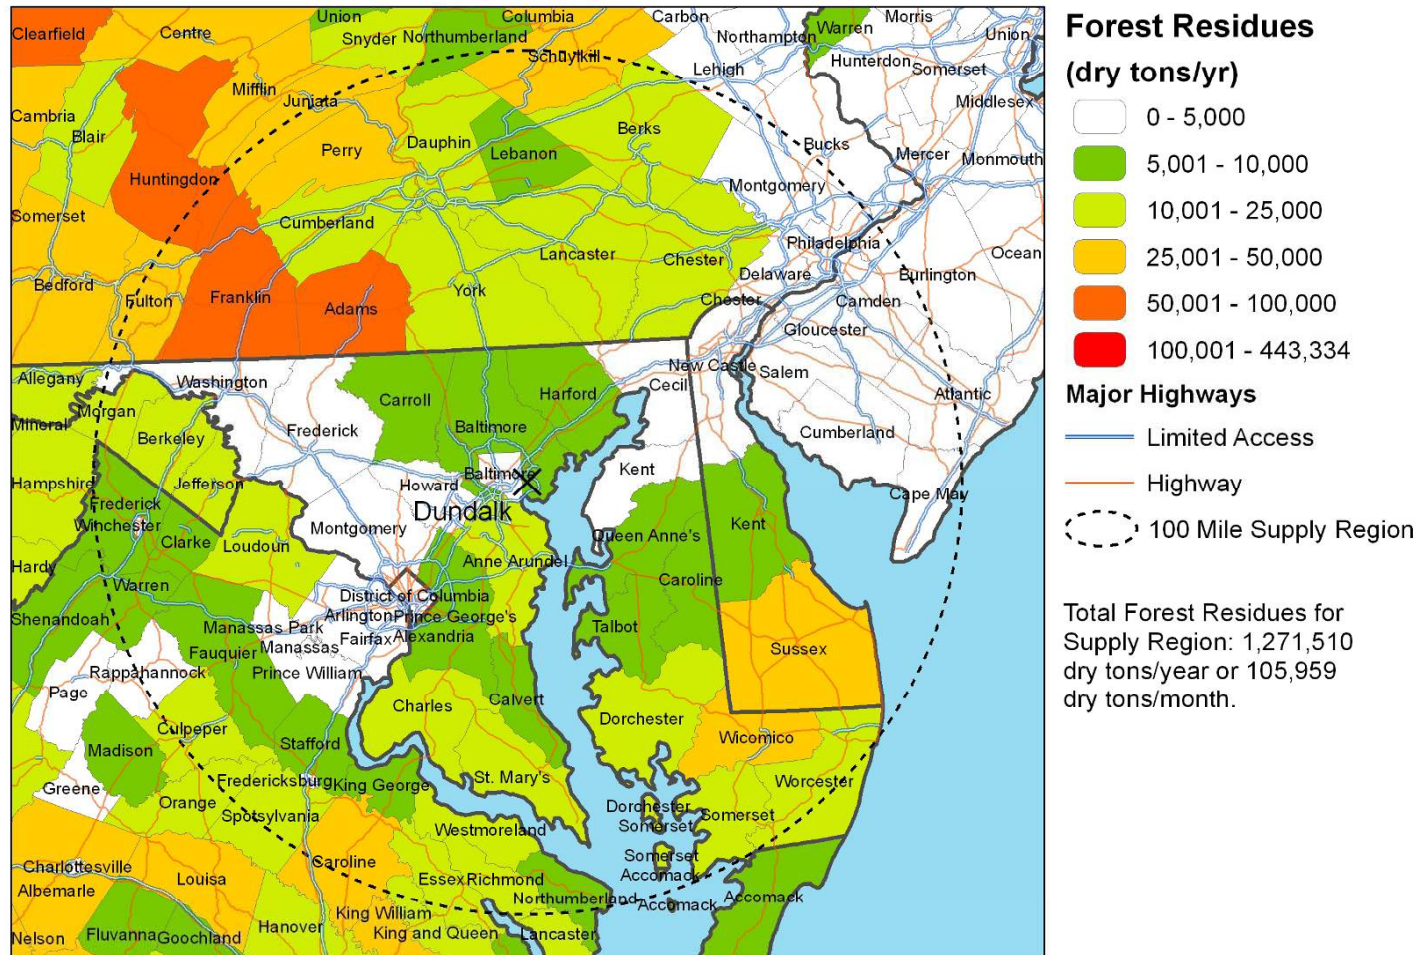 Clearfield
Centre
Union
Snyder
Northumberland
Columbia
Carbon
Northampton
Warren
Morris
Union
Schuylkill
Lehigh
Hunterdon
Somerset
Mifflin
Juniata
Middlesex
Cambria
Blair
Perry
Dauphin
Lebanon
Berks
Bucks
Mercer
Monmouth
Huntingdon
Montgomery
Somerset
Cumberland
Lancaster
Chester
Philadelphia
Ocean
Bedford
Fulton
Franklin
Adams
York
Delaware
Burlington
Chester
Camden
Gloucester
Allegany
Washington
New Castle
Salem
Cecil
Morgan
Carroll
Harford
Atlantic
Mineral
Berkeley
Frederick
Baltimore
Cumberland
Hampshire
Jefferson
Howard
Baltimore
Kent
Cape May
Frederick
Winchester
Dundalk
Montgomery
Kent
Clarke
Loudoun
Queen Anne's
Hardy
Anne Arundel
Warren
District of Columbia
Caroline
Shenandoah
Arlington
Prince George's
Manassas Park
Fairfax
Alexandria
Talbot
Fauquier
Manassas
Sussex
Rappahannock
Prince William
Page
Charles
Calvert
Dorchester
Culpeper
Madison
Stafford
Wicomico
Greene
Fredericksburg
King George
St. Mary's
Worcester
Orange
Spotsylvania
Dorchester
Somerset
Somerset
Westmoreland
Charlottesville
Caroline
Somerset
Accomack
Albemarle
Louisa
Essex
Richmond
Northumberland
Accomack
Accomack
King William
Nelson
Fluvanna
Goochland
Hanover
King and Queen
Lancaster
Forest Residues
(dry tons/yr)
0 - 5,000
5,001 - 10,000
10,001 - 25,000
25,001 - 50,000
50,001 - 100,000
100,001 - 443,334
Major Highways
Limited Access
Highway
100 Mile Supply Region
Total Forest Residues for
Supply Region: 1,271,510
dry tons/year or 105,959
dry tons/month.